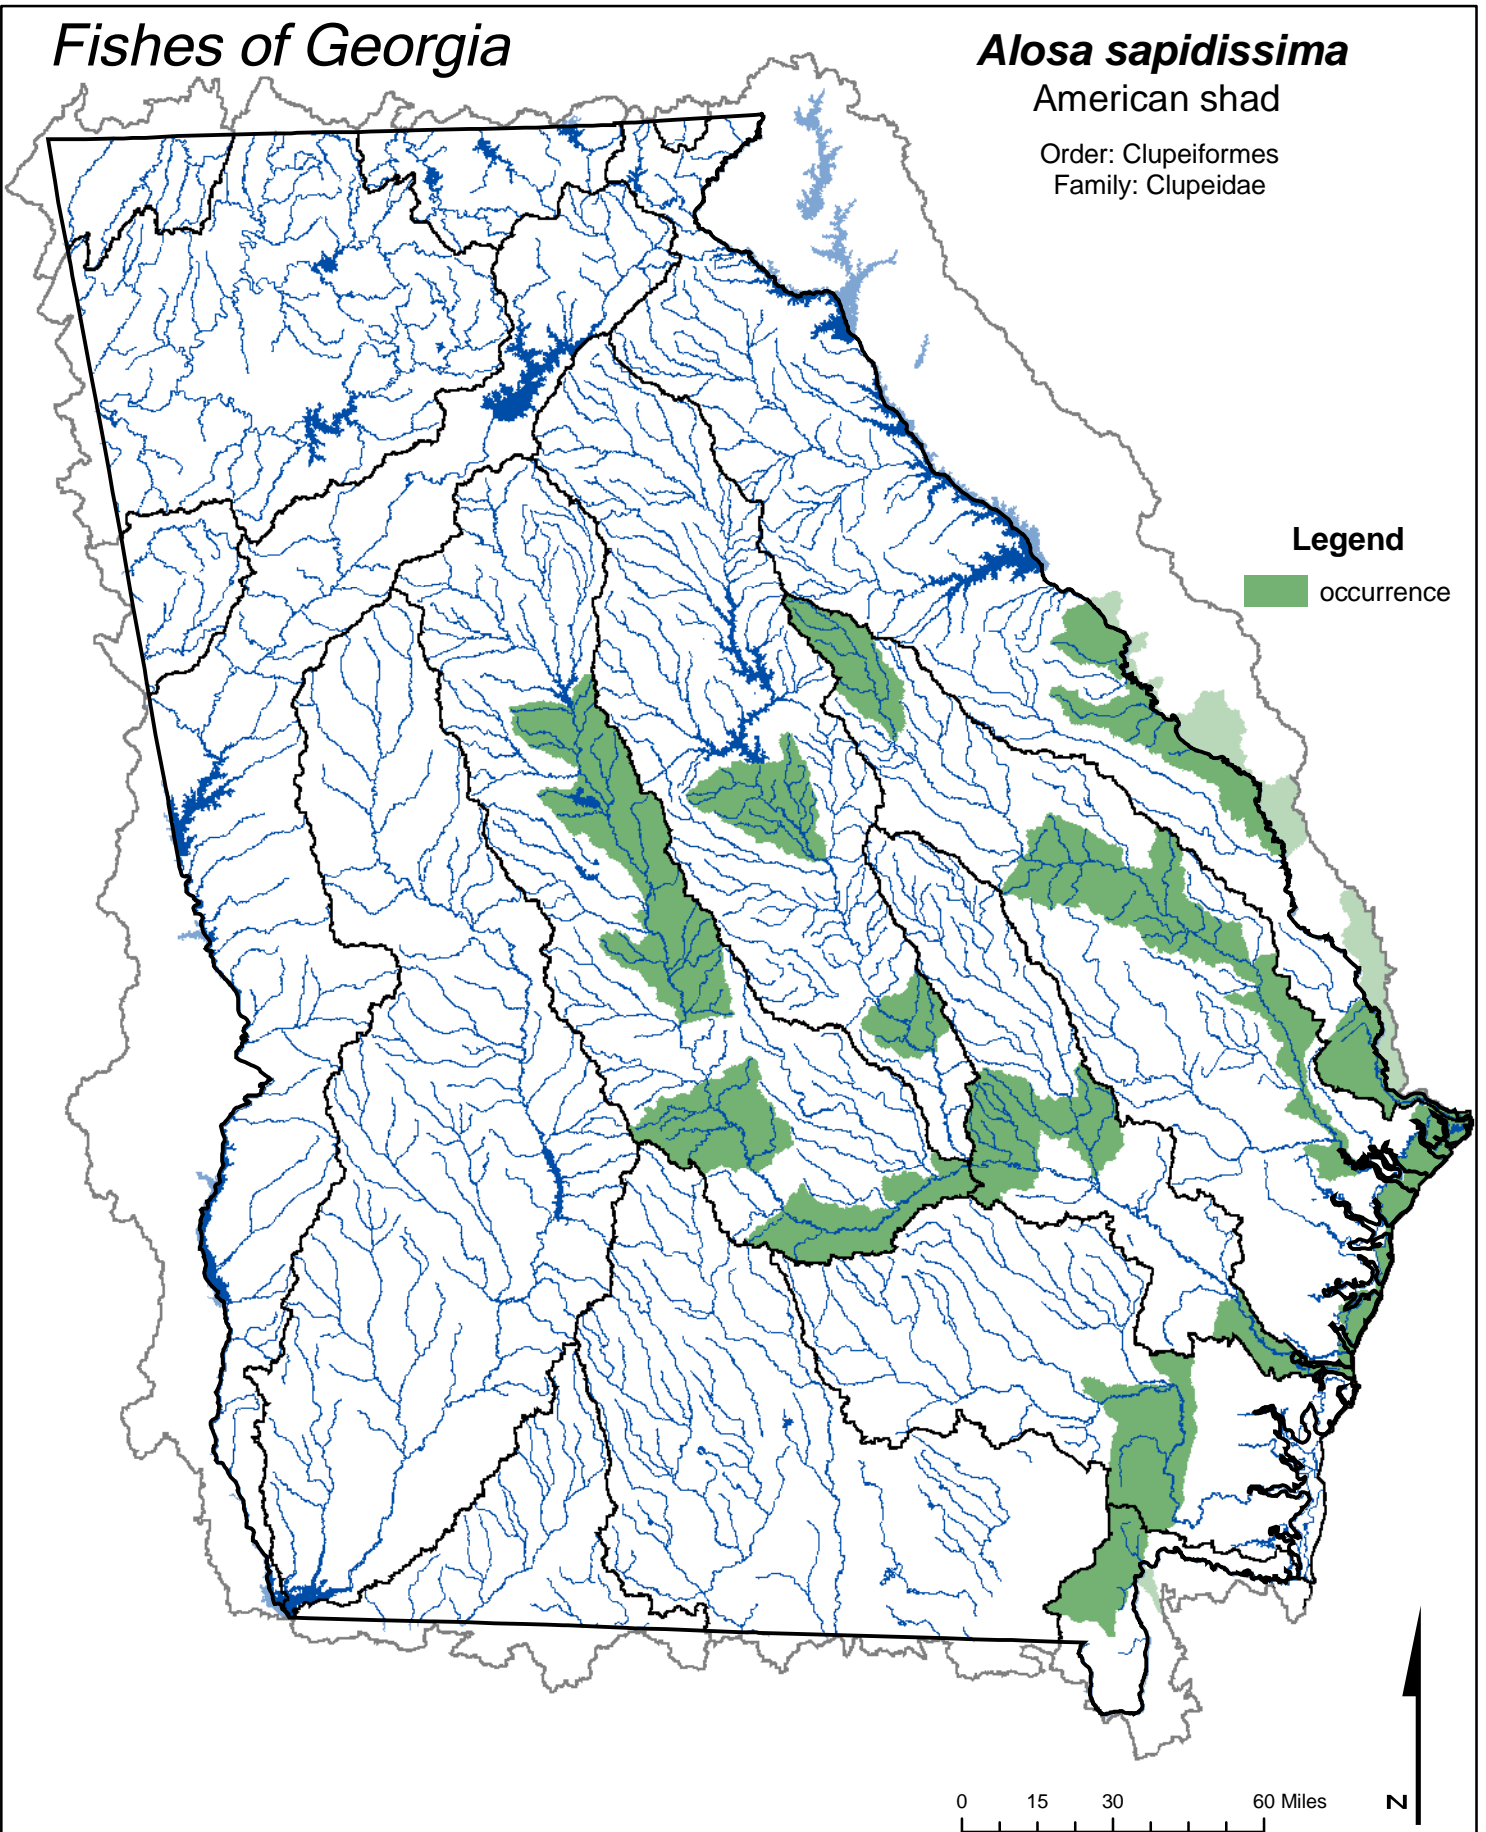 Fishes of Georgia
Alosa sapidissima
American shad
Order: Clupeiformes
Family: Clupeidae
Legend
occurrence
0 15 30 60 Miles
N